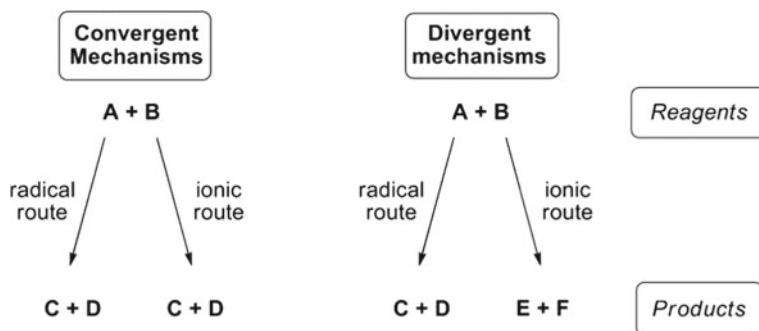 Convergent
Mechanisms
A + B
radical
route
ionic
route
C + D
C + D
Divergent
mechanisms
A + B
radical
route
ionic
route
C + D
E + F
Reagents
Products